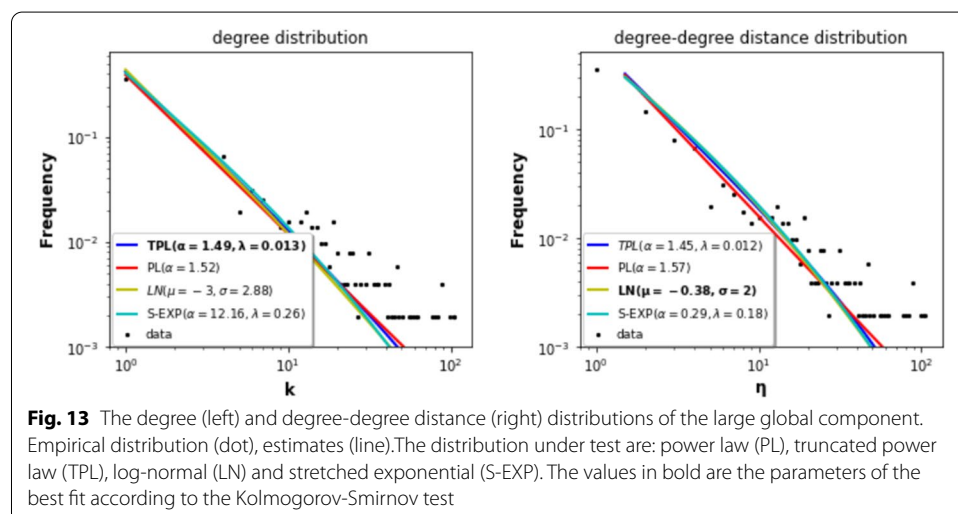 degree distribution
Frequency
10⁻¹
10⁻²
10⁻³
TPL(α = 1.49, λ = 0.013)
PL(α = 1.52)
LN(μ = − 3, σ = 2.88)
S-EXP(α = 12.16, λ = 0.26)
data
10⁰ 10¹ 10²
k
degree-degree distance distribution
Frequency
10⁻¹
10⁻²
10⁻³
TPL(α = 1.45, λ = 0.012)
PL(α = 1.57)
LN(μ = −0.38, σ = 2)
S-EXP(α = 0.29, λ = 0.18)
data
10⁰ 10¹ 10²
η
Fig. 13 The degree (left) and degree-degree distance (right) distributions of the large global component.
Empirical distribution (dot), estimates (line).The distribution under test are: power law (PL), truncated power
law (TPL), log-normal (LN) and stretched exponential (S-EXP). The values in bold are the parameters of the
best fit according to the Kolmogorov-Smirnov test